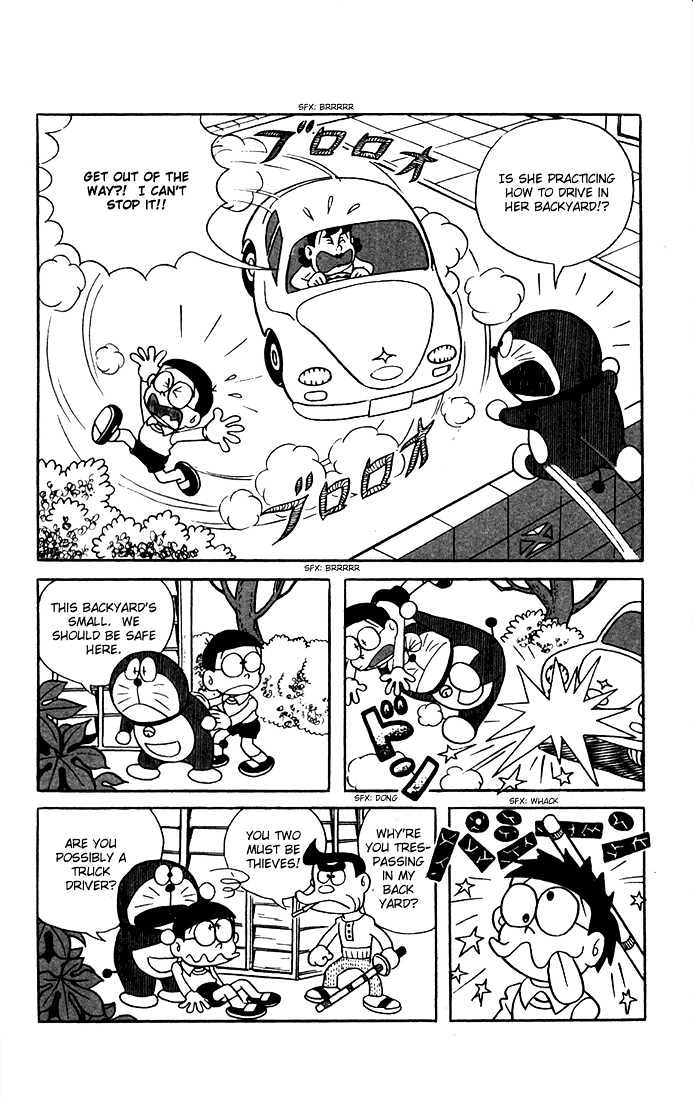 SFX: BRRRRR
ブロロオ
GET OUT OF THE
WAY?! I CAN'T
STOP IT!!
IS SHE PRACTICING
HOW TO DRIVE IN
HER BACKYARD!?
ブロロロオ
SFX: BRRRRR
THIS BACKYARD'S
SMALL. WE
SHOULD BE SAFE
HERE.
ドン
SFX: DONG
SFX: WHACK
ARE YOU
POSSIBLY A
TRUCK
DRIVER?
YOU TWO
MUST BE
THIEVES!
WHY'RE
YOU TRES-
PASSING
IN MY
BACK
YARD?